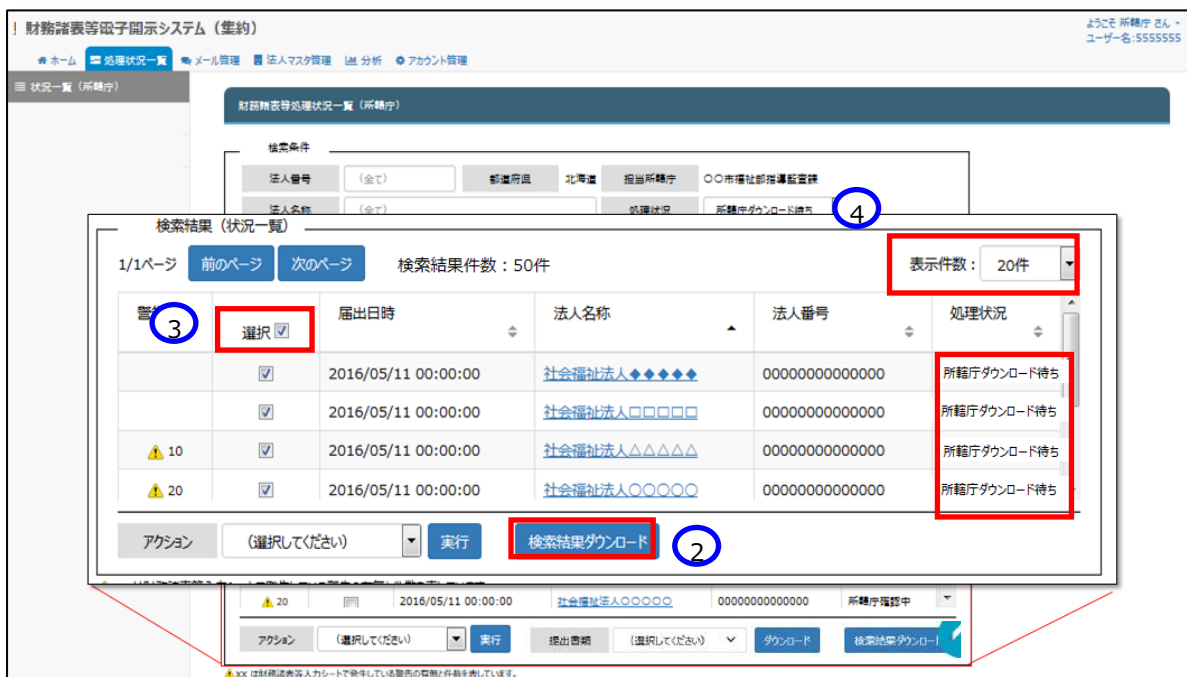 ! 財務諸表等電子開示システム（集約）
ようこそ 所轄庁 さん
ユーザー名:5555555
ホーム 処理状況一覧 メール管理 法人マスタ管理 分析 アカウント管理
状況一覧（所轄庁）
財務諸表等処理状況一覧（所轄庁）
検索条件
法人番号 （全て） 都道府県 北海道 担当所轄庁 〇〇市福祉部指導監査課
法人名称 （全て） 処理状況 所轄庁ダウンロード待ち
4
検索結果（状況一覧）
1/1ページ 前のページ 次のページ 検索結果件数：50件 表示件数： 20件
3 選択 届出日時 法人名称 法人番号 処理状況
2016/05/11 00:00:00 社会福祉法人◆◆◆◆◆ 00000000000000 所轄庁ダウンロード待ち
2016/05/11 00:00:00 社会福祉法人□□□□□ 00000000000000 所轄庁ダウンロード待ち
10 2016/05/11 00:00:00 社会福祉法人△△△△△ 00000000000000 所轄庁ダウンロード待ち
20 2016/05/11 00:00:00 社会福祉法人○○○○○ 00000000000000 所轄庁ダウンロード待ち
アクション （選択してください） 実行 検索結果ダウンロード 2
20 2016/05/11 00:00:00 社会福祉法人○○○○○ 00000000000000 所轄庁確認中
アクション （選択してください） 実行 提出書類 （選択してください） ダウンロード 検索結果ダウンロー
xx は財務諸表等入力シートで発生している警告の有無と件数を表しています。